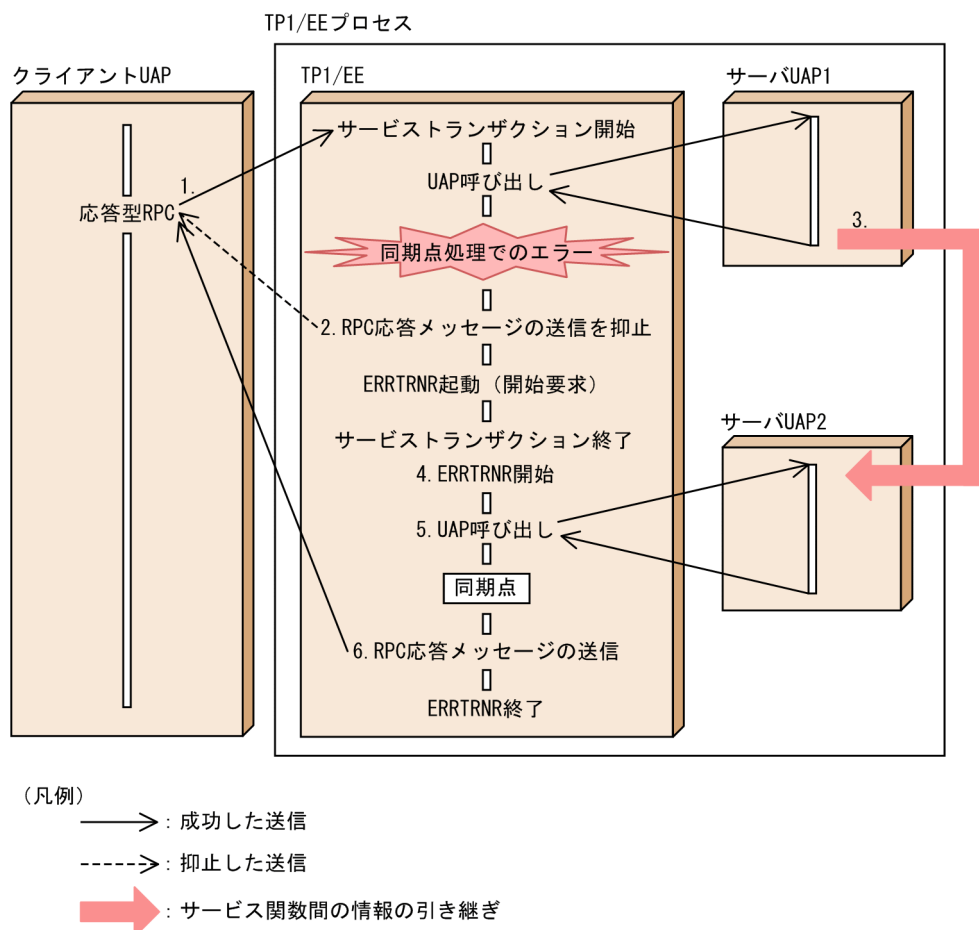 TP1/EEプロセス
クライアントUAP
TP1/EE
サーバUAP1
サービストランザクション開始
1.
UAP呼び出し
応答型RPC
3.
同期点処理でのエラー
2.RPC応答メッセージの送信を抑止
ERRTRNR起動（開始要求）
サーバUAP2
サービストランザクション終了
4.ERRTRNR開始
5.UAP呼び出し
同期点
6.RPC応答メッセージの送信
ERRTRNR終了
（凡例）
：成功した送信
：抑止した送信
：サービス関数間の情報の引き継ぎ